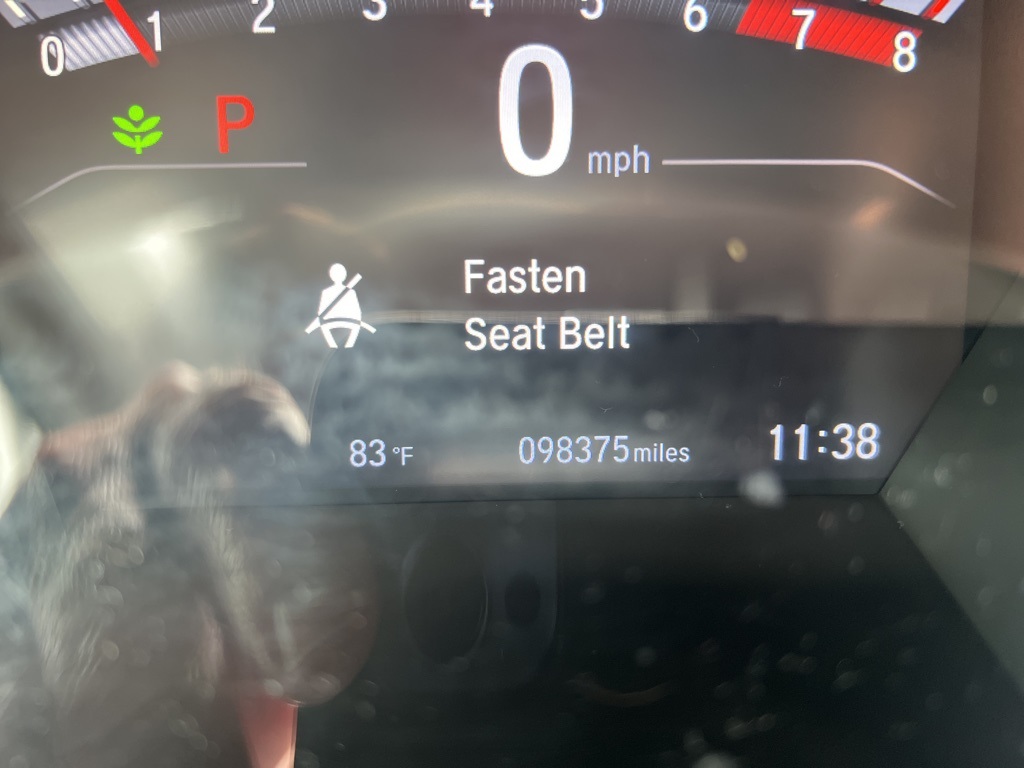 0 1 2 3 4 5 6 7 8
P
0 mph
Fasten
Seat Belt
83 °F 098375 miles 11:38